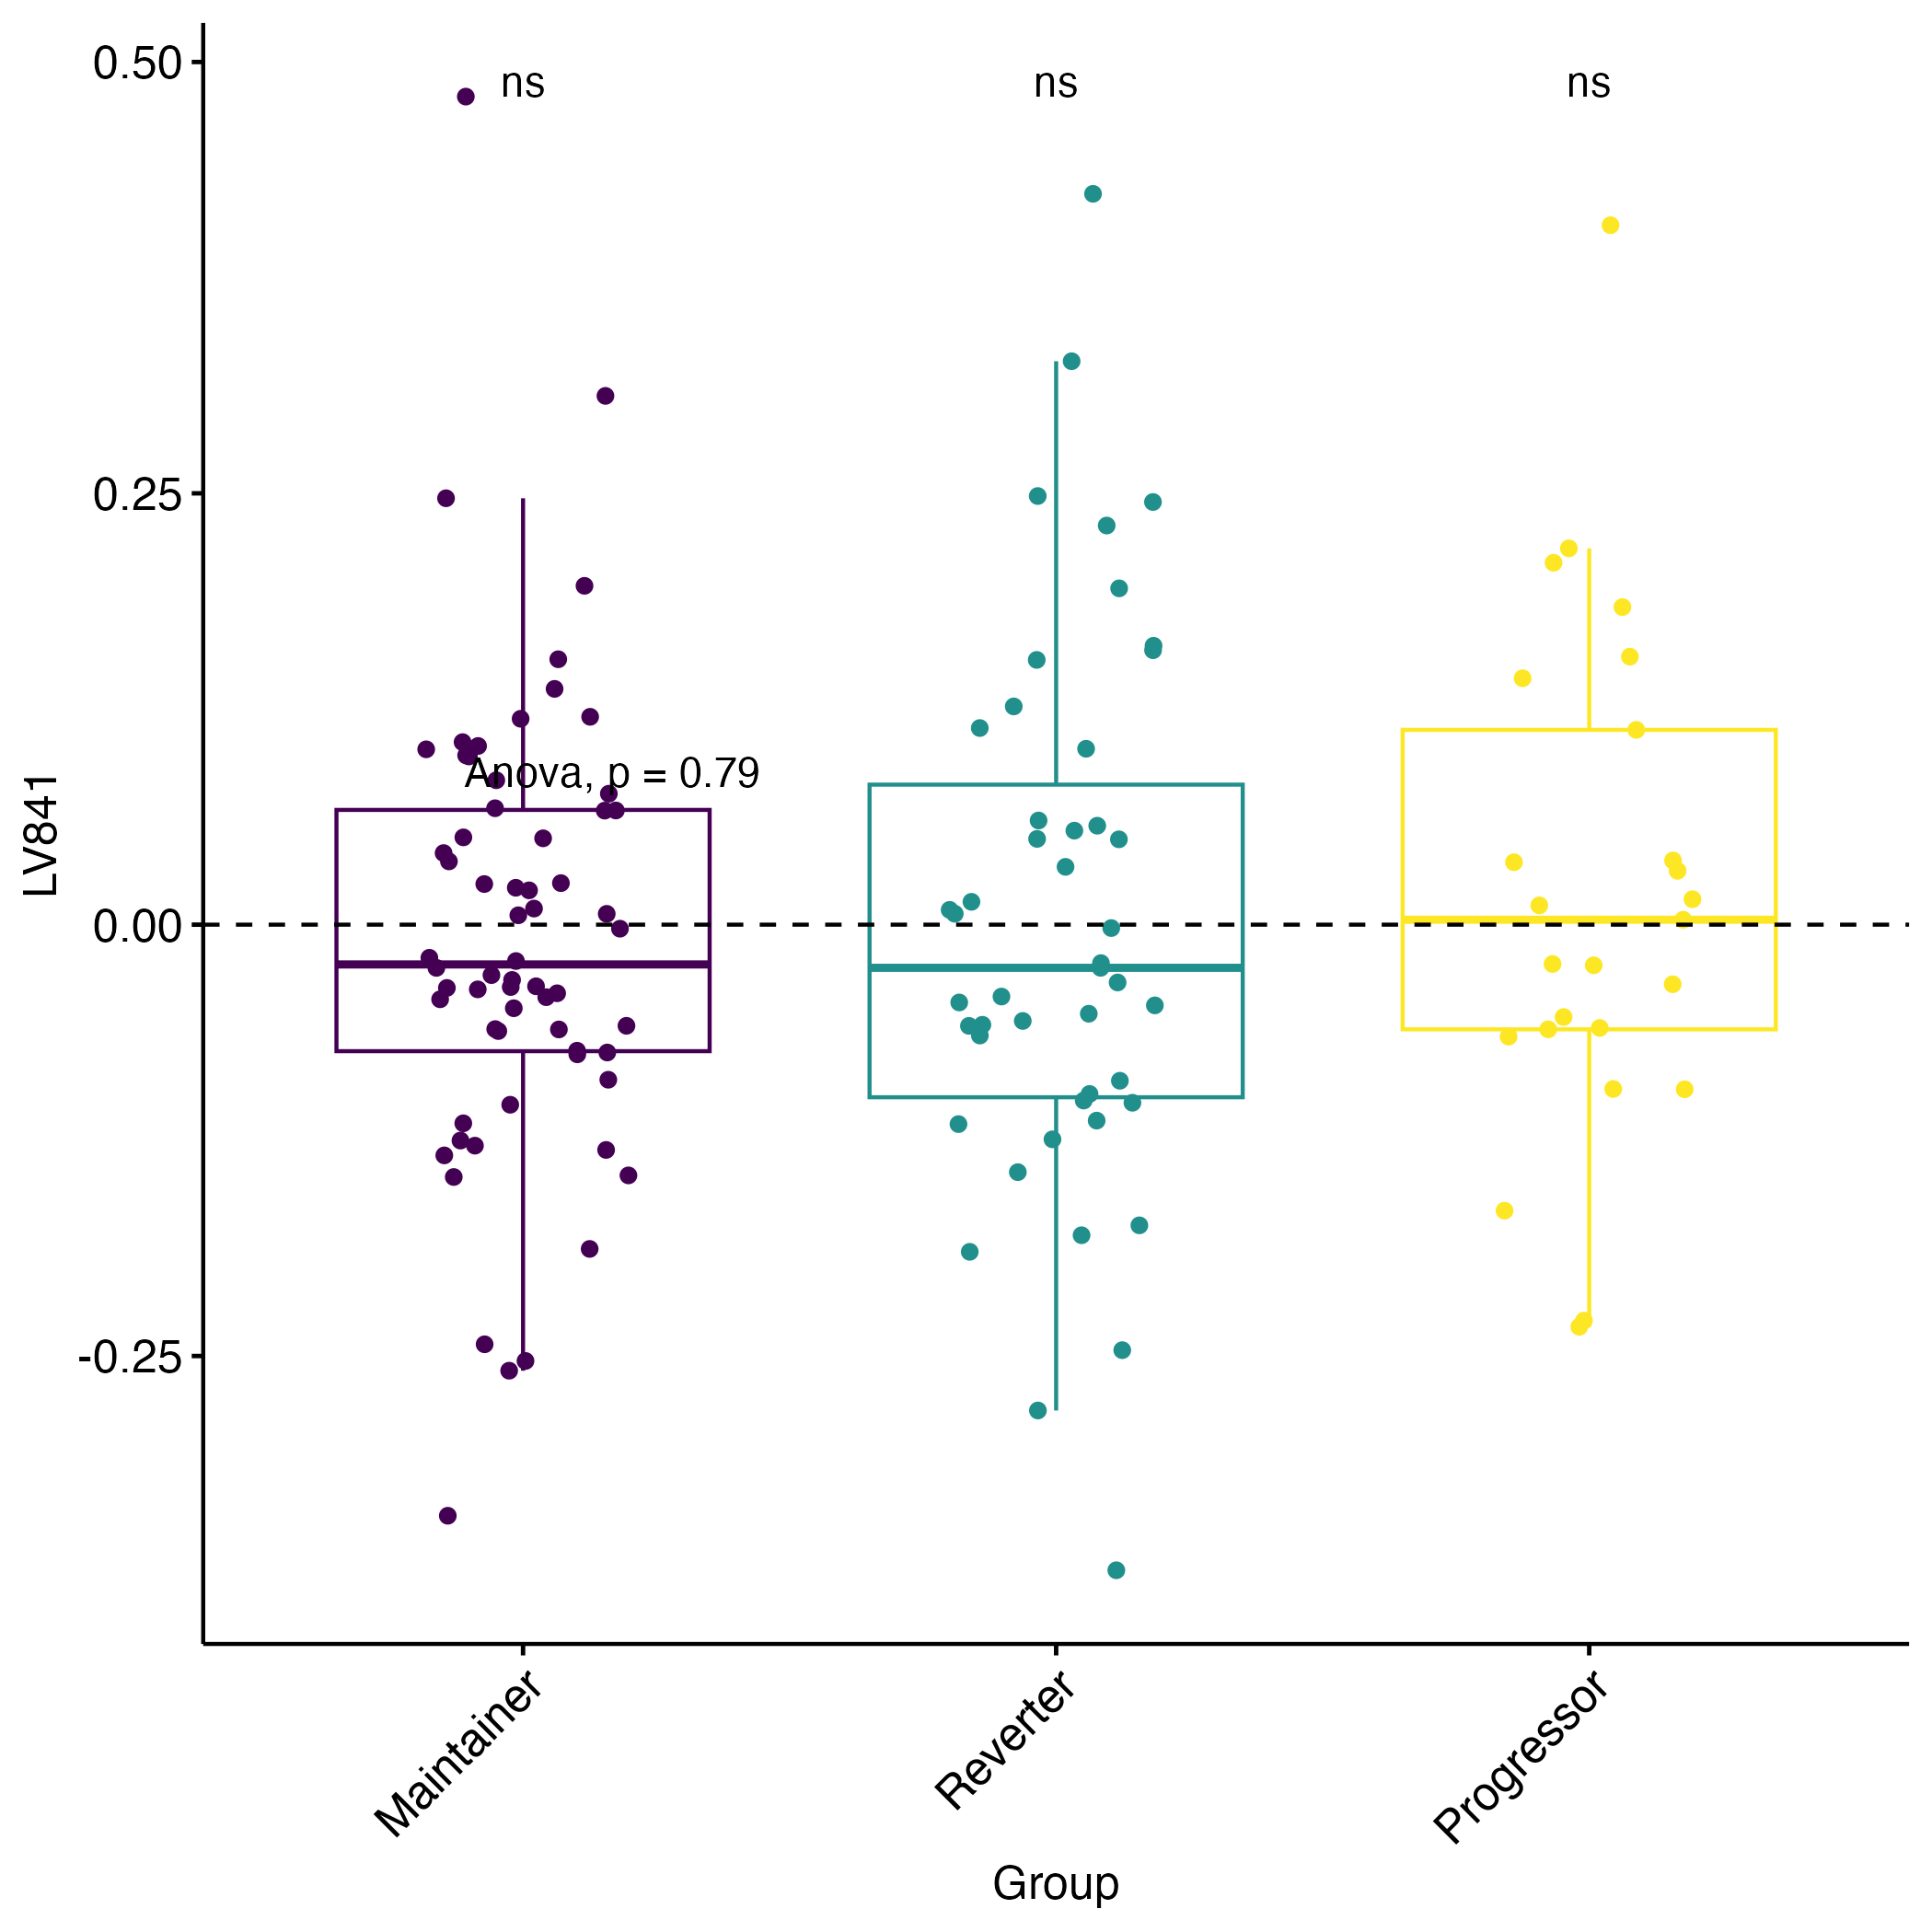 0.50
0.25
0.00
-0.25
LV841
ns
ns
ns
Anova, p = 0.79
Maintainer
Reverter
Progressor
Group